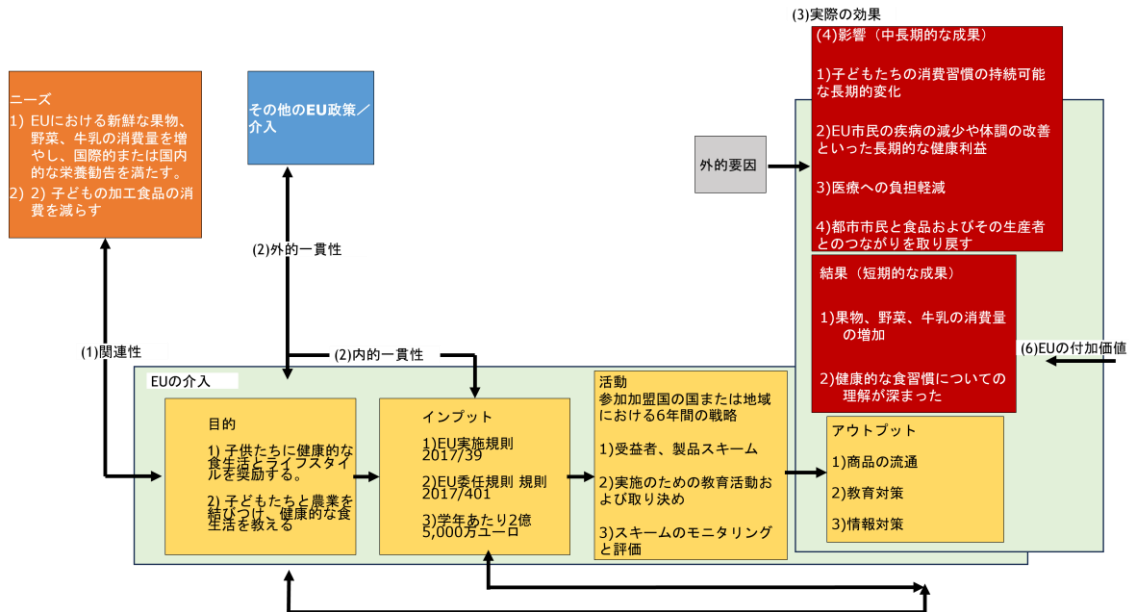 (3)実際の効果
(4)影響（中長期的な成果）
1)子どもたちの消費習慣の持続可能
な長期的変化
2)EU市民の疾病の減少や体調の改善
といった長期的な健康利益
3)医療への負担軽減
4)都市市民と食品およびその生産者
とのつながりを取り戻す
ニーズ
1) EUにおける新鮮な果物、
野菜、牛乳の消費量を増
やし、国際的または国内
的な栄養勧告を満たす。
2) 2) 子どもの加工食品の消
費を減らす
その他のEU政策／
介入
外的要因
(2)外的一貫性
結果（短期的な成果）
1)果物、野菜、牛乳の消費量
の増加
2)健康的な食習慣についての
理解が深まった
(1)関連性
(2)内的一貫性
(6)EUの付加価値
EUの介入
目的
1) 子供たちに健康的な
食生活とライフスタイ
ルを奨励する。
2) 子どもたちと農業を
結びつけ、健康的な食
生活を教える
インプット
1)EU実施規則
2017/39
2)EU委任規則 規則
2017/401
3)学年あたり2億
5,000万ユーロ
活動
参加加盟国の国または地域
における6年間の戦略
1)受益者、製品スキーム
2)実施のための教育活動お
よび取り決め
3)スキームのモニタリング
と評価
アウトプット
1)商品の流通
2)教育対策
3)情報対策